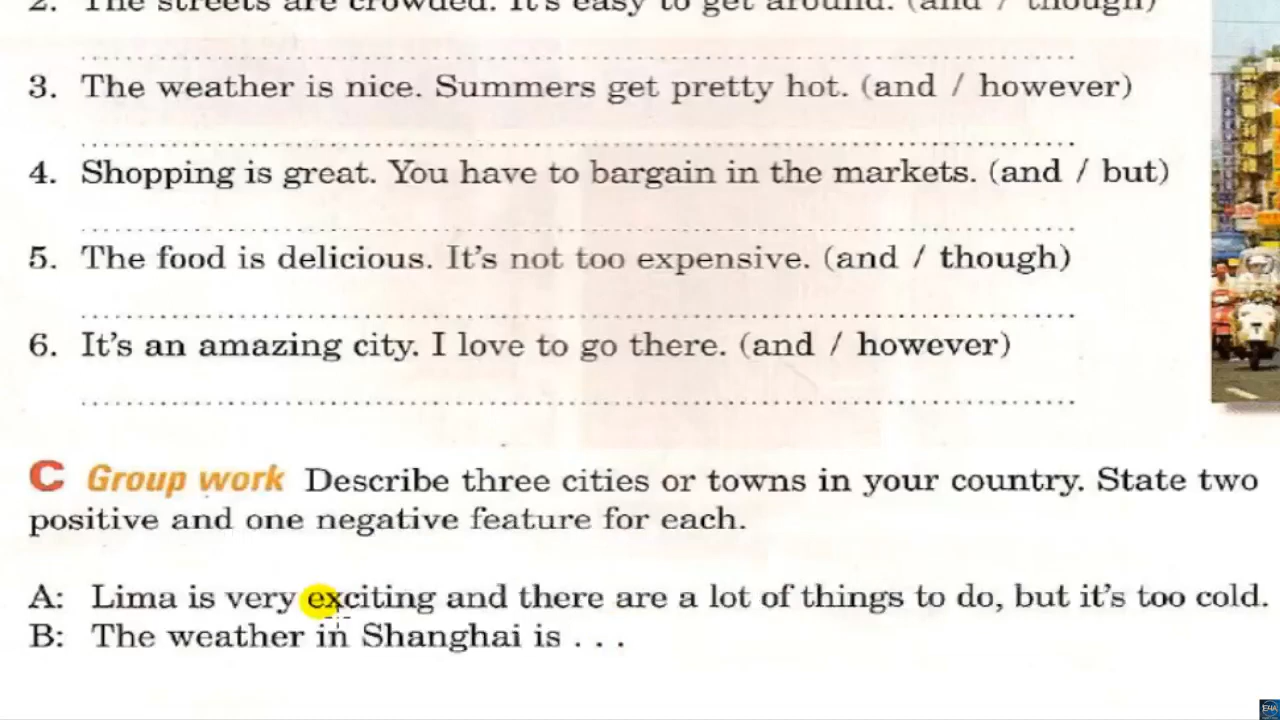 2. The streets are crowded. It's easy to get around. (and / though)
3. The weather is nice. Summers get pretty hot. (and / however)
4. Shopping is great. You have to bargain in the markets. (and / but)
5. The food is delicious. It's not too expensive. (and / though)
6. It's an amazing city. I love to go there. (and / however)
C Group work Describe three cities or towns in your country. State two
positive and one negative feature for each.
A: Lima is very exciting and there are a lot of things to do, but it's too cold.
B: The weather in Shanghai is . . .
E4A